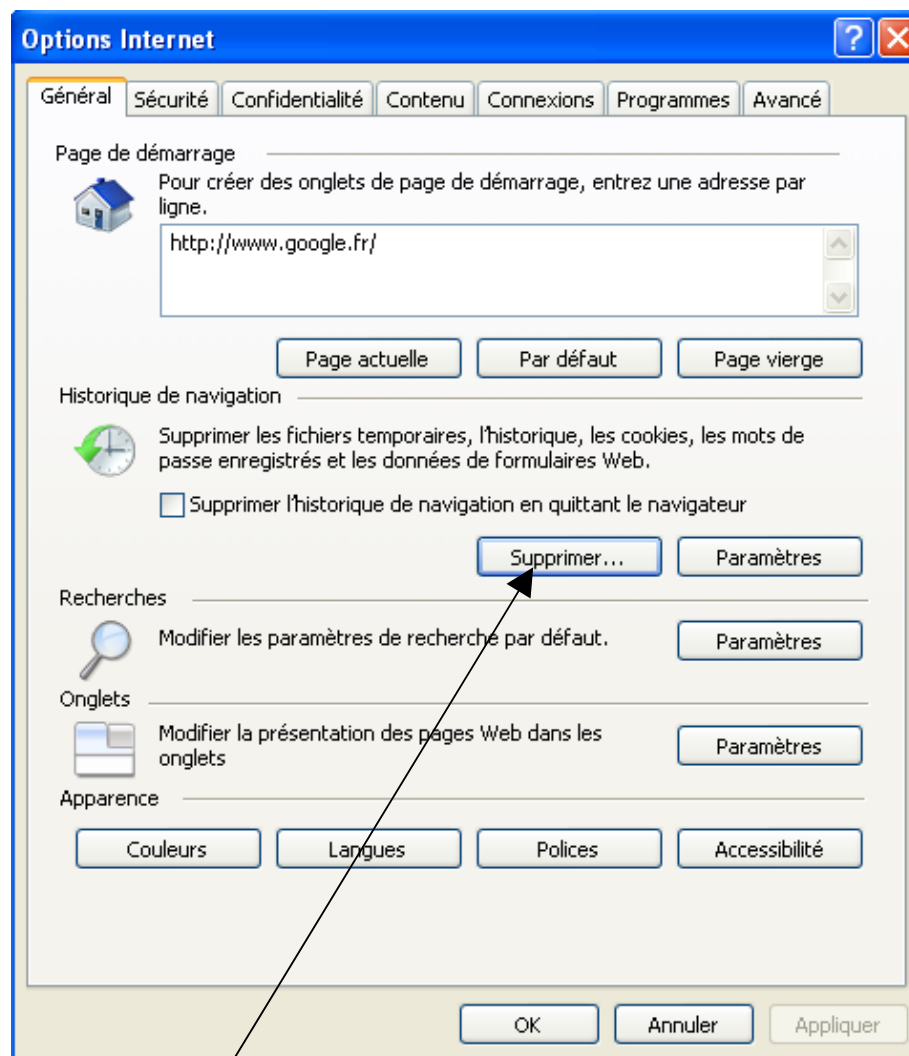 Options Internet
?
Général Sécurité Confidentialité Contenu Connexions Programmes Avancé
Page de démarrage
Pour créer des onglets de page de démarrage, entrez une adresse par
ligne.
http://www.google.fr/
Page actuelle Par défaut Page vierge
Historique de navigation
Supprimer les fichiers temporaires, l'historique, les cookies, les mots de
passe enregistrés et les données de formulaires Web.
Supprimer l'historique de navigation en quittant le navigateur
Supprimer... Paramètres
Recherches
Modifier les paramètres de recherche par défaut. Paramètres
Onglets
Modifier la présentation des pages Web dans les
onglets
Paramètres
Apparence
Couleurs Langues Polices Accessibilité
OK Annuler Appliquer